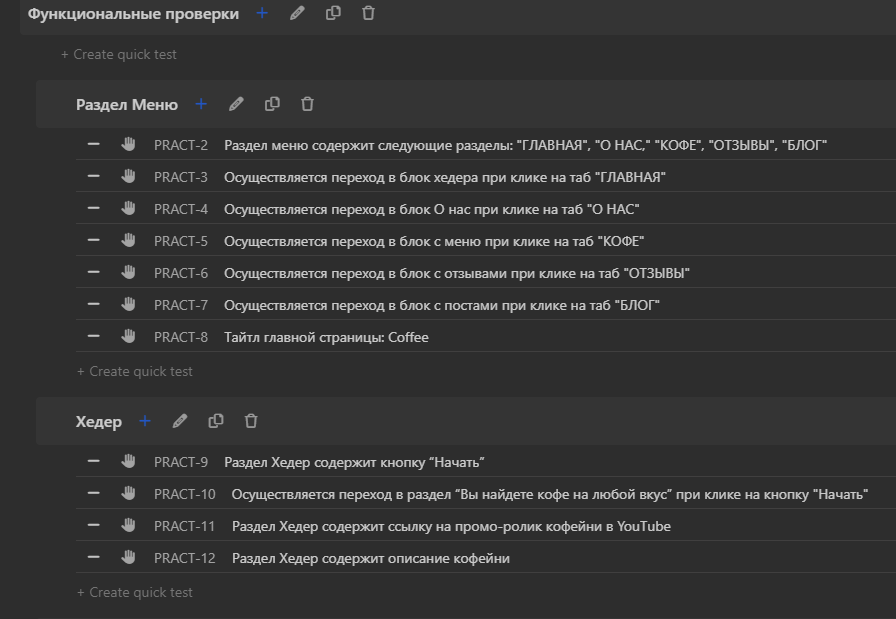 Функциональные проверки
+ Create quick test
Раздел Меню
PRACT-2 Раздел меню содержит следующие разделы: "ГЛАВНАЯ", "О НАС," "КОФЕ", "ОТЗЫВЫ", "БЛОГ"
PRACT-3 Осуществляется переход в блок хедера при клике на таб "ГЛАВНАЯ"
PRACT-4 Осуществляется переход в блок О нас при клике на таб "О НАС"
PRACT-5 Осуществляется переход в блок с меню при клике на таб "КОФЕ"
PRACT-6 Осуществляется переход в блок с отзывами при клике на таб "ОТЗЫВЫ"
PRACT-7 Осуществляется переход в блок с постами при клике на таб "БЛОГ"
PRACT-8 Тайтл главной страницы: Coffee
+ Create quick test
Хедер
PRACT-9 Раздел Хедер содержит кнопку “Начать”
PRACT-10 Осуществляется переход в раздел “Вы найдете кофе на любой вкус” при клике на кнопку "Начать"
PRACT-11 Раздел Хедер содержит ссылку на промо-ролик кофейни в YouTube
PRACT-12 Раздел Хедер содержит описание кофейни
+ Create quick test